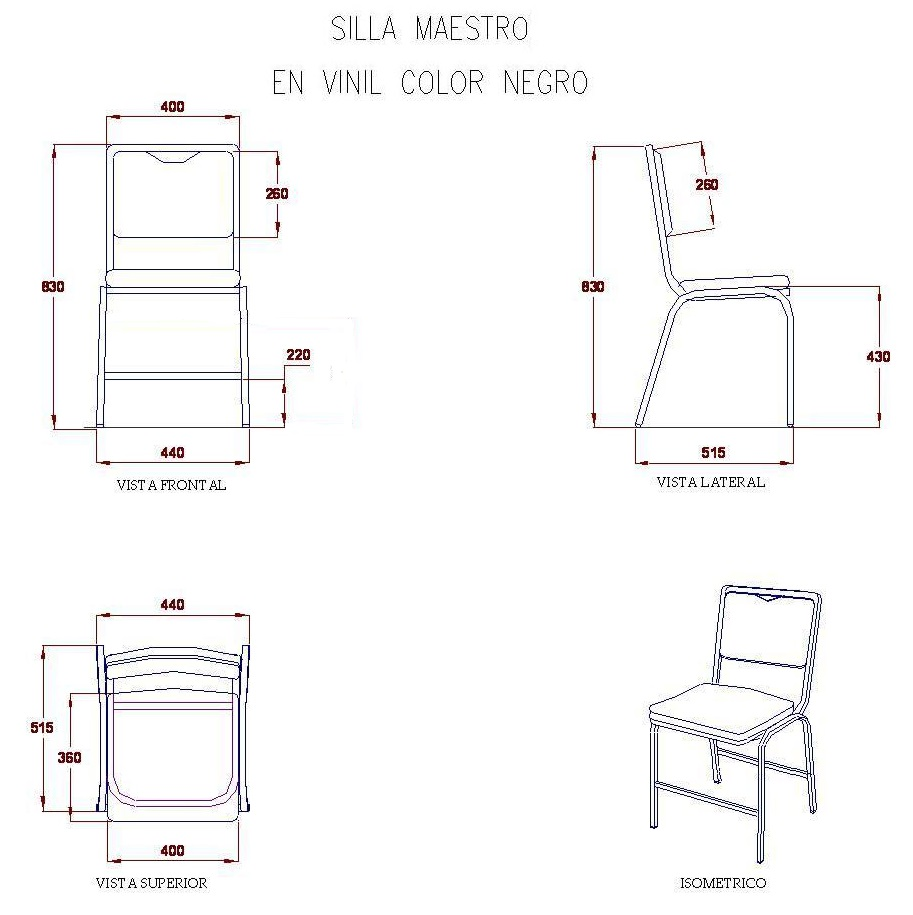 SILLA MAESTRO
EN VINIL COLOR NEGRO
400
260
830
220
440
VISTA FRONTAL
260
830
430
515
VISTA LATERAL
440
515
360
400
VISTA SUPERIOR
ISOMETRICO